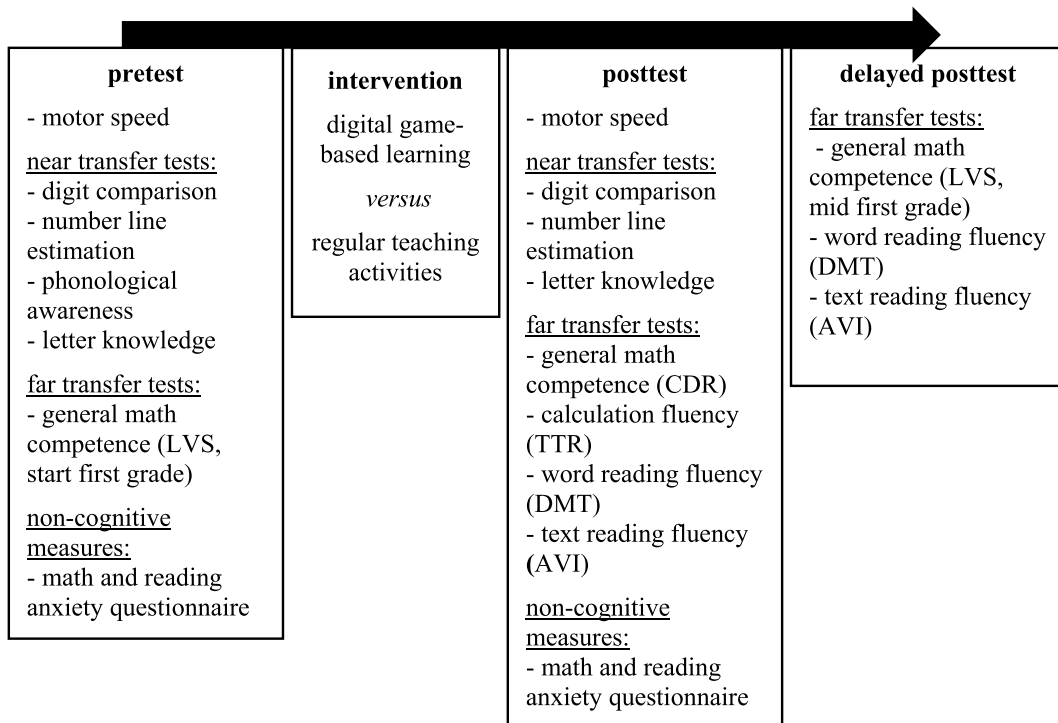 pretest
- motor speed
near transfer tests:
- digit comparison
- number line
estimation
- phonological
awareness
- letter knowledge
far transfer tests:
- general math
competence (LVS,
start first grade)
non-cognitive
measures:
- math and reading
anxiety questionnaire
intervention
digital game-
based learning
versus
regular teaching
activities
posttest
- motor speed
near transfer tests:
- digit comparison
- number line
estimation
- letter knowledge
far transfer tests:
- general math
competence (CDR)
- calculation fluency
(TTR)
- word reading fluency
(DMT)
- text reading fluency
(AVI)
non-cognitive
measures:
- math and reading
anxiety questionnaire
delayed posttest
far transfer tests:
- general math
competence (LVS,
mid first grade)
- word reading fluency
(DMT)
- text reading fluency
(AVI)